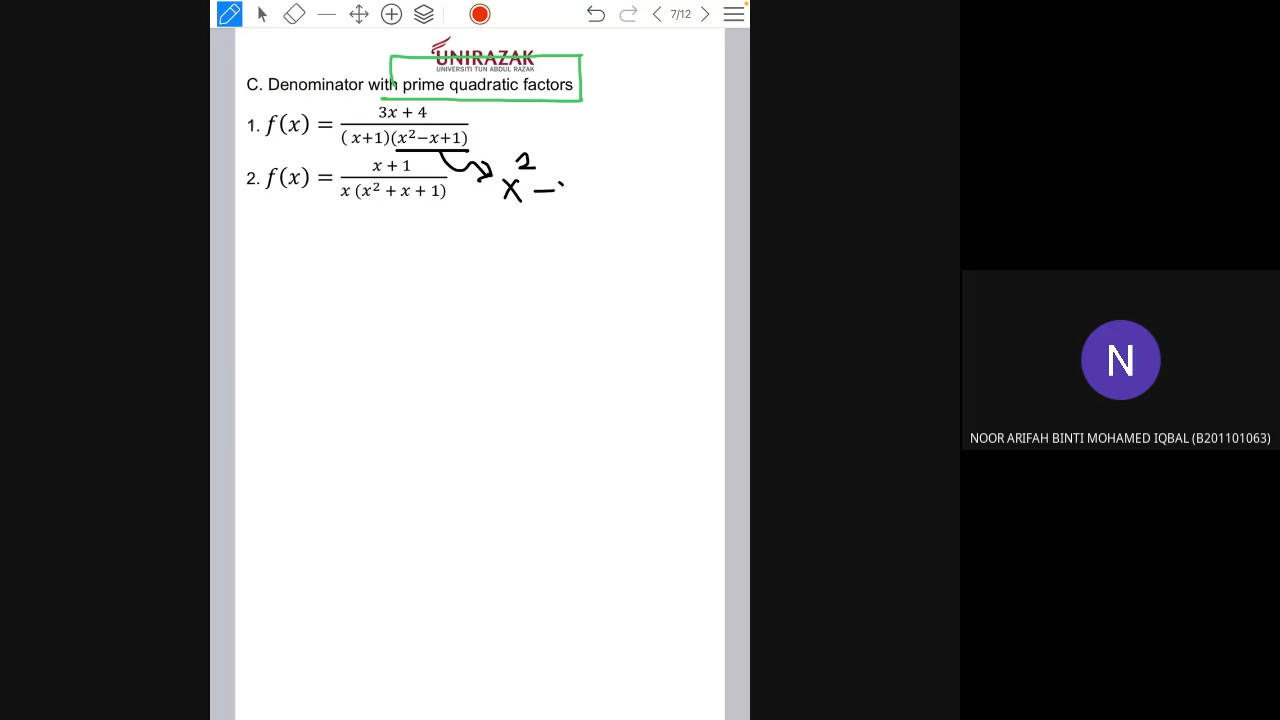 7/12
UNIRAZAK
UNIVERSITI TUN ABDUL RAZAK
C. Denominator with prime quadratic factors
1. f(x) = (3x + 4)/((x+1)(x²−x+1))
x² −
2. f(x) = (x + 1)/(x (x² + x + 1))
N
NOOR ARIFAH BINTI MOHAMED IQBAL (B201101063)